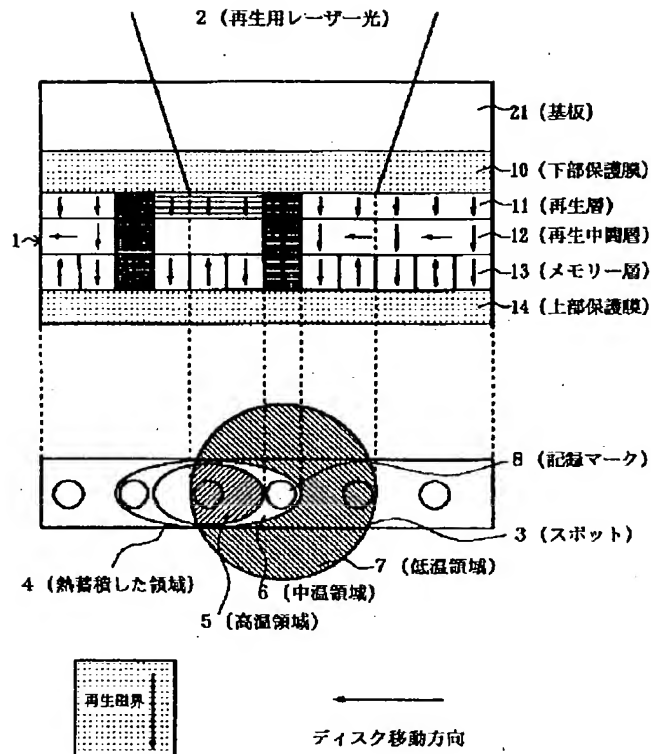 2 (再生用レーザー光)
21 (基板)
10 (下部保護膜)
11 (再生層)
1
12 (再生中間層)
13 (メモリー層)
14 (上部保護膜)
8 (記録マーク)
3 (スポット)
7 (低温領域)
4 (熱蓄積した領域)
6 (中温領域)
5 (高温領域)
再生磁界
ディスク移動方向